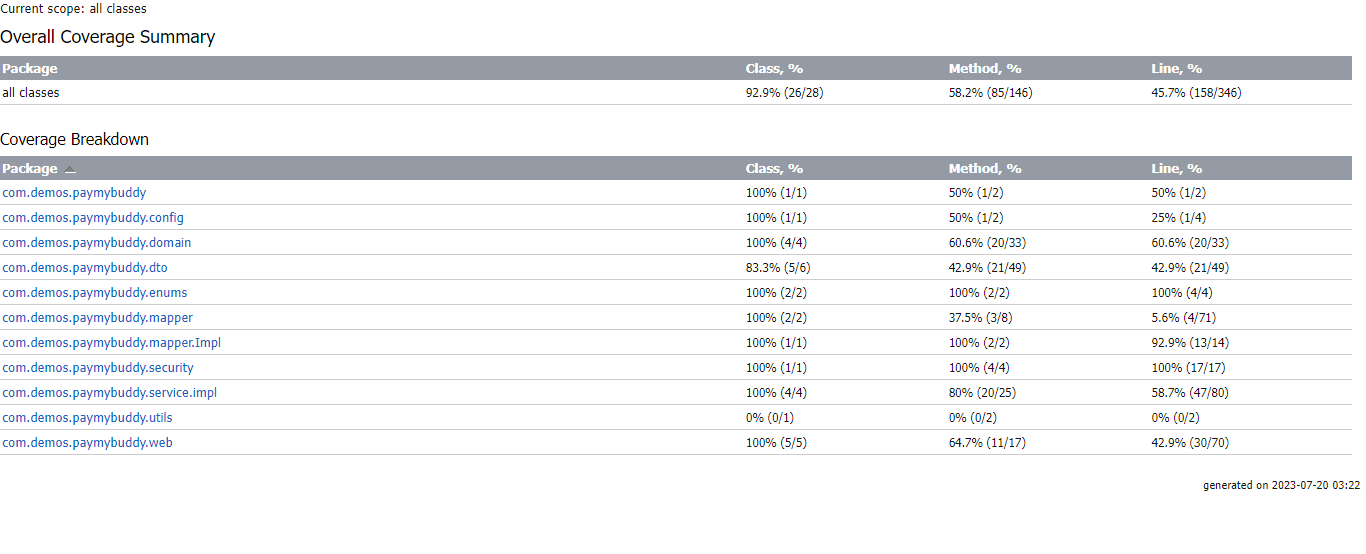 Current scope: all classes
Overall Coverage Summary
Package Class, % Method, % Line, %
all classes 92.9% (26/28) 58.2% (85/146) 45.7% (158/346)
Coverage Breakdown
Package Class, % Method, % Line, %
com.demos.paymybuddy 100% (1/1) 50% (1/2) 50% (1/2)
com.demos.paymybuddy.config 100% (1/1) 50% (1/2) 25% (1/4)
com.demos.paymybuddy.domain 100% (4/4) 60.6% (20/33) 60.6% (20/33)
com.demos.paymybuddy.dto 83.3% (5/6) 42.9% (21/49) 42.9% (21/49)
com.demos.paymybuddy.enums 100% (2/2) 100% (2/2) 100% (4/4)
com.demos.paymybuddy.mapper 100% (2/2) 37.5% (3/8) 5.6% (4/71)
com.demos.paymybuddy.mapper.Impl 100% (1/1) 100% (2/2) 92.9% (13/14)
com.demos.paymybuddy.security 100% (1/1) 100% (4/4) 100% (17/17)
com.demos.paymybuddy.service.impl 100% (4/4) 80% (20/25) 58.7% (47/80)
com.demos.paymybuddy.utils 0% (0/1) 0% (0/2) 0% (0/2)
com.demos.paymybuddy.web 100% (5/5) 64.7% (11/17) 42.9% (30/70)
generated on 2023-07-20 03:22